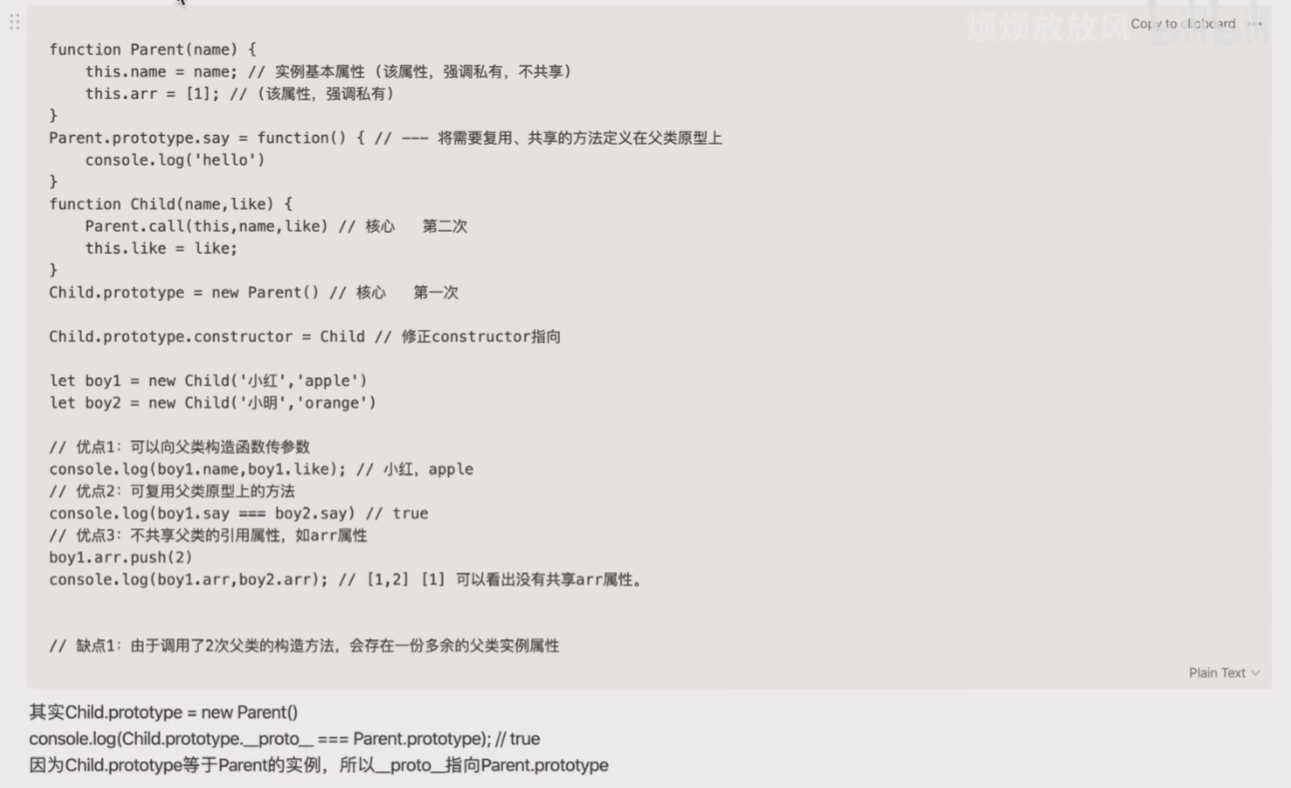 烦烦放放风
Copy to clipboard ···
function Parent(name) {
    this.name = name; // 实例基本属性 (该属性，强调私有，不共享)
    this.arr = [1]; // (该属性，强调私有)
}
Parent.prototype.say = function() { // --- 将需要复用、共享的方法定义在父类原型上
    console.log('hello')
}
function Child(name,like) {
    Parent.call(this,name,like) // 核心   第二次
    this.like = like;
}
Child.prototype = new Parent() // 核心   第一次
Child.prototype.constructor = Child // 修正constructor指向
let boy1 = new Child('小红','apple')
let boy2 = new Child('小明','orange')
// 优点1：可以向父类构造函数传参数
console.log(boy1.name,boy1.like); // 小红，apple
// 优点2：可复用父类原型上的方法
console.log(boy1.say === boy2.say) // true
// 优点3：不共享父类的引用属性，如arr属性
boy1.arr.push(2)
console.log(boy1.arr,boy2.arr); // [1,2] [1] 可以看出没有共享arr属性。
// 缺点1：由于调用了2次父类的构造方法，会存在一份多余的父类实例属性
Plain Text
其实Child.prototype = new Parent()
console.log(Child.prototype.__proto__ === Parent.prototype); // true
因为Child.prototype等于Parent的实例，所以__proto__指向Parent.prototype